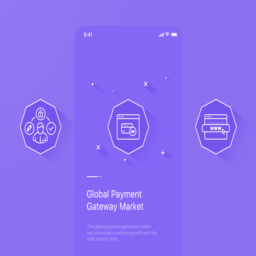 9:41
WWW
Global Payment
Gateway Market
The global payment gateway market
has witnessed a positive growth over the
past several years.